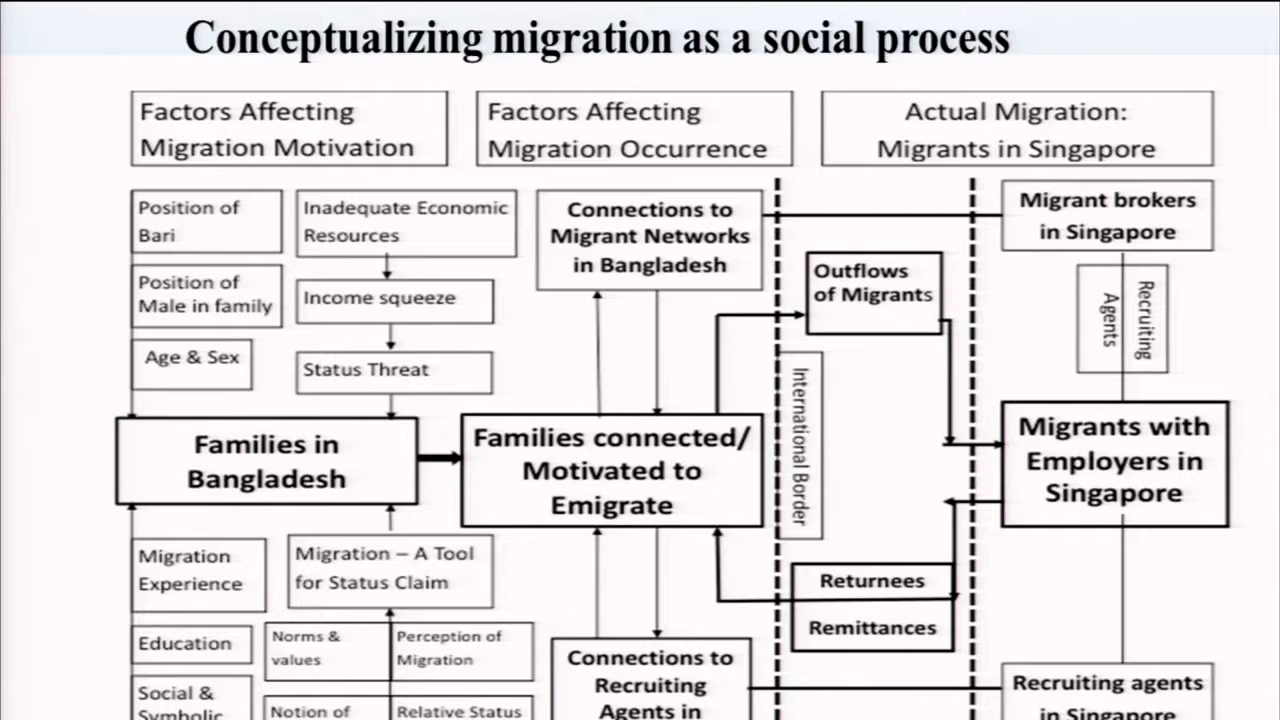 Conceptualizing migration as a social process
Factors Affecting
Migration Motivation
Factors Affecting
Migration Occurrence
Actual Migration:
Migrants in Singapore
Position of
Bari
Inadequate Economic
Resources
Connections to
Migrant Networks
in Bangladesh
Migrant brokers
in Singapore
Position of
Male in family
Income squeeze
Outflows
of Migrants
Recruiting
Agents
Age & Sex
Status Threat
International Border
Families in
Bangladesh
Families connected/
Motivated to
Emigrate
Migrants with
Employers in
Singapore
Migration
Experience
Migration – A Tool
for Status Claim
Returnees
Remittances
Education
Norms &
values
Perception of
Migration
Connections to
Recruiting
Agents in
Recruiting agents
in Singapore
Social &
Symbolic
Notion of
Relative Status